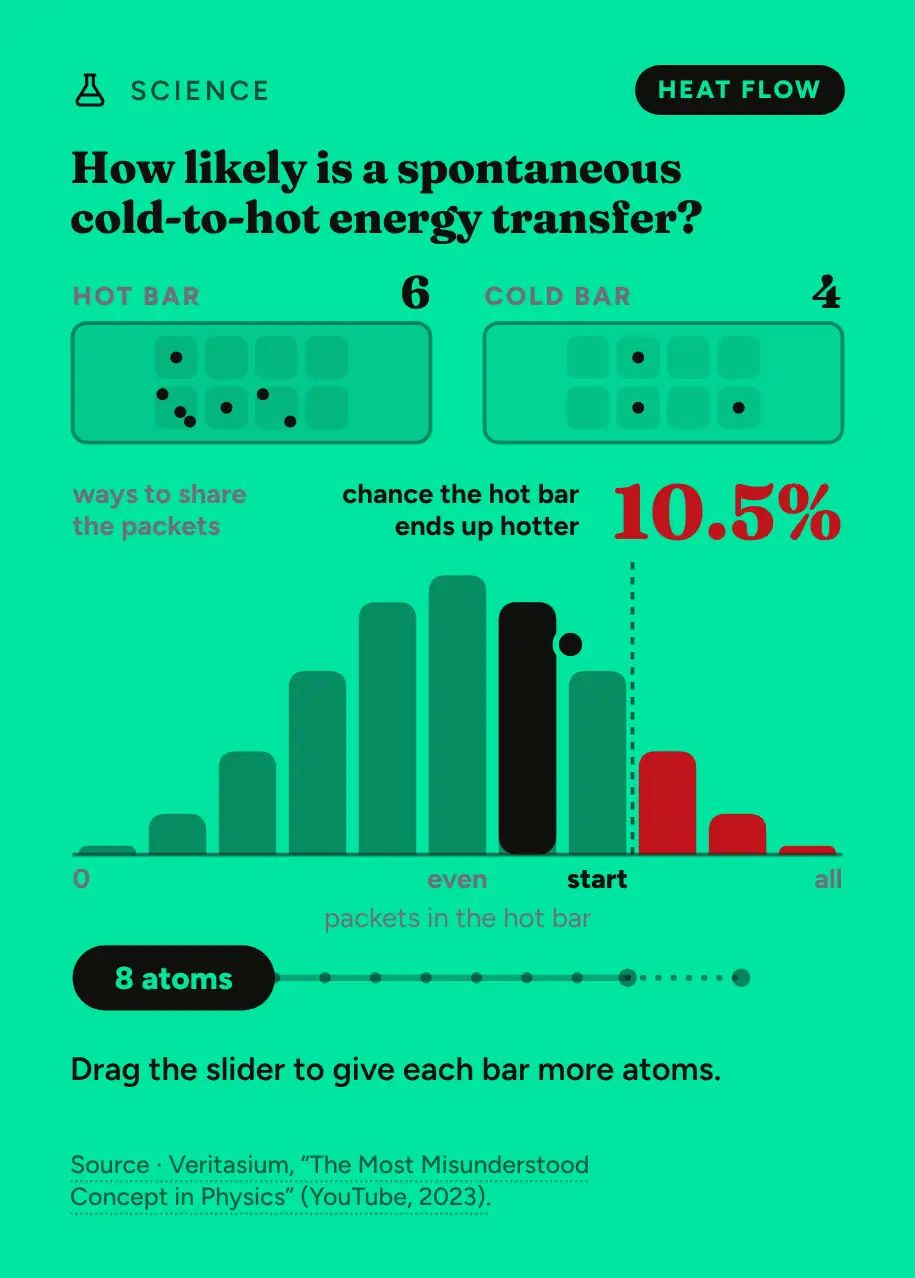 SCIENCE
HEAT FLOW
How likely is a spontaneous
cold-to-hot energy transfer?
HOT BAR 6
COLD BAR 4
ways to share
the packets
chance the hot bar
ends up hotter
10.5%
0 even start all
packets in the hot bar
8 atoms
Drag the slider to give each bar more atoms.
Source · Veritasium, “The Most Misunderstood
Concept in Physics” (YouTube, 2023).